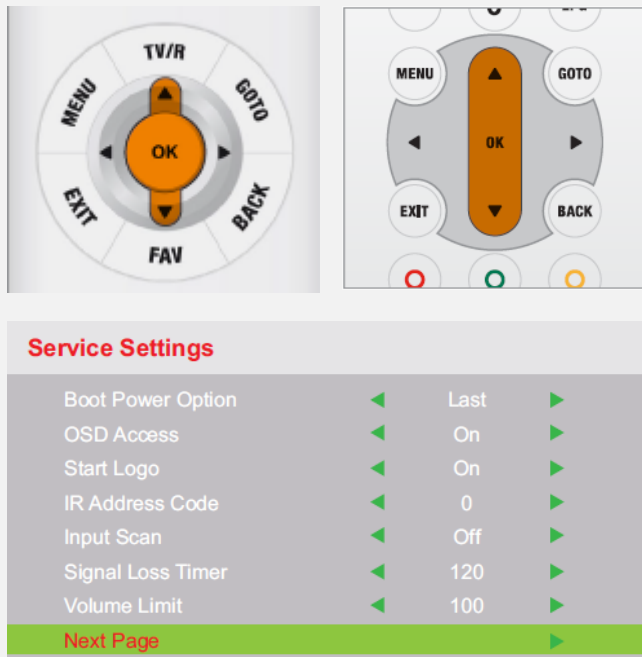 TV/R
MENU
GOTO
OK
EXIT
BACK
FAV
MENU
GOTO
OK
EXIT
BACK
Service Settings
Boot Power Option Last
OSD Access On
Start Logo On
IR Address Code 0
Input Scan Off
Signal Loss Timer 120
Volume Limit 100
Next Page